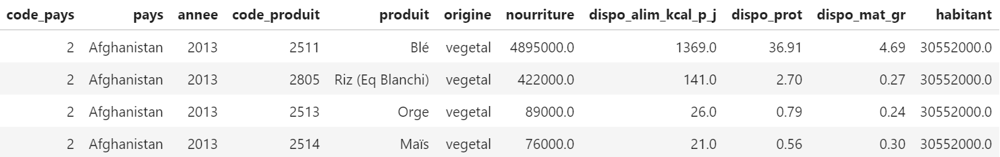 code_pays pays annee code_produit produit origine nourriture dispo_alim_kcal_p_j dispo_prot dispo_mat_gr habitant
2 Afghanistan 2013 2511 Blé vegetal 4895000.0 1369.0 36.91 4.69 30552000.0
2 Afghanistan 2013 2805 Riz (Eq Blanchi) vegetal 422000.0 141.0 2.70 0.27 30552000.0
2 Afghanistan 2013 2513 Orge vegetal 89000.0 26.0 0.79 0.24 30552000.0
2 Afghanistan 2013 2514 Maïs vegetal 76000.0 21.0 0.56 0.30 30552000.0